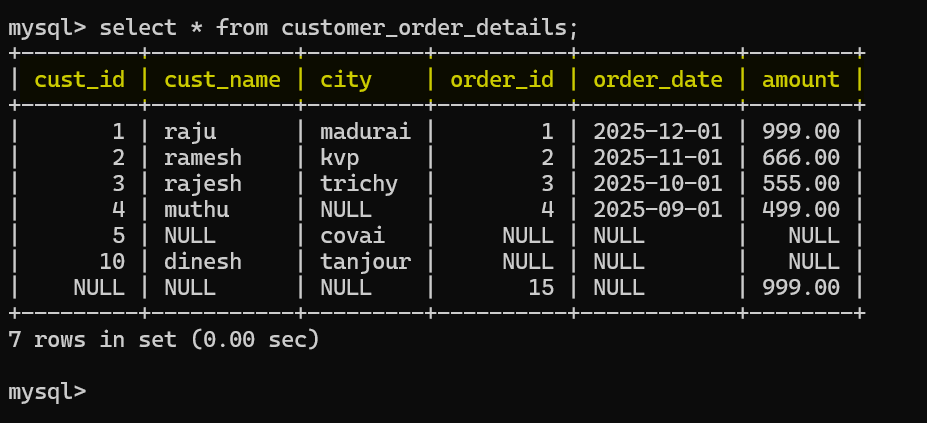 mysql> select * from customer_order_details;
+---------+-----------+---------+----------+------------+--------+
| cust_id | cust_name | city    | order_id | order_date | amount |
+---------+-----------+---------+----------+------------+--------+
|       1 | raju      | madurai |        1 | 2025-12-01 | 999.00 |
|       2 | ramesh    | kvp     |        2 | 2025-11-01 | 666.00 |
|       3 | rajesh    | trichy  |        3 | 2025-10-01 | 555.00 |
|       4 | muthu     | NULL    |        4 | 2025-09-01 | 499.00 |
|       5 | NULL      | covai   |     NULL | NULL       |   NULL |
|      10 | dinesh    | tanjour |     NULL | NULL       |   NULL |
|    NULL | NULL      | NULL    |       15 | NULL       | 999.00 |
+---------+-----------+---------+----------+------------+--------+
7 rows in set (0.00 sec)
mysql>